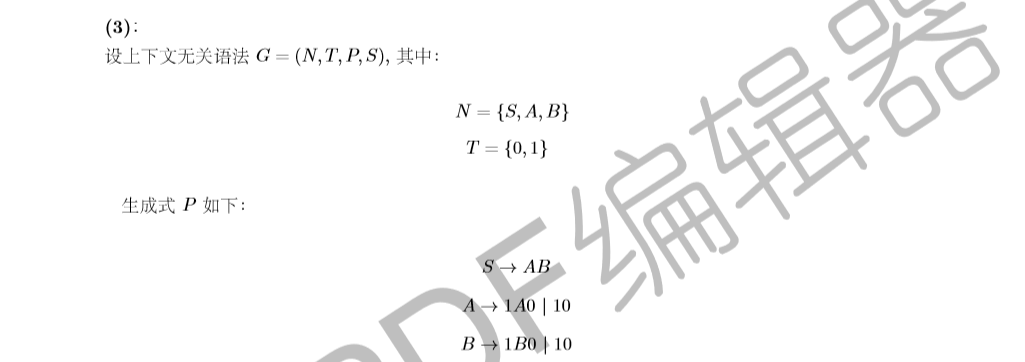 (3):
设上下文无关语法 G = (N, T, P, S), 其中:
N = {S, A, B}
T = {0, 1}
生成式 P 如下:
S → AB
A → 1A0 | 10
B → 1B0 | 10
PDF编辑器